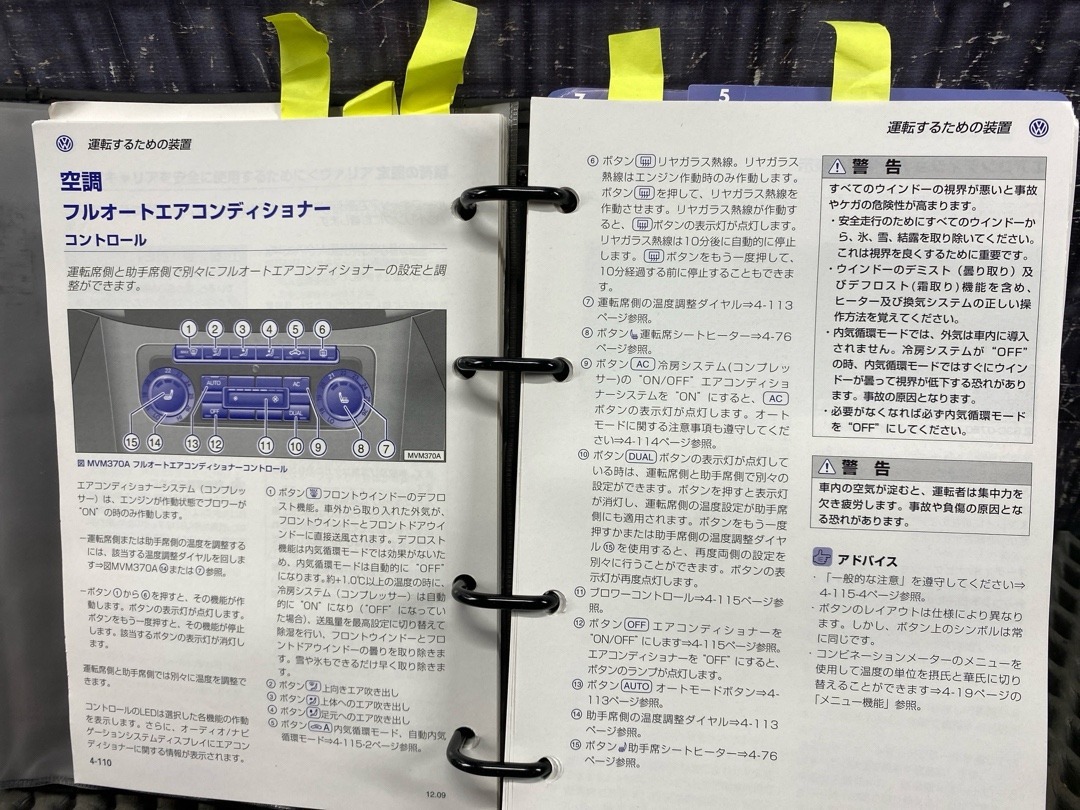 運転するための装置
空調
フルオートエアコンディショナー
コントロール
運転席側と助手席側で別々にフルオートエアコンディショナーの設定と調
整ができます。
① ② ③ ④ ⑤ ⑥
AUTO AC
OFF DUAL
⑮ ⑭ ⑬ ⑫ ⑪ ⑩ ⑨ ⑧ ⑦
MVM370A
図 MVM370A フルオートエアコンディショナーコントロール
エアコンディショナーシステム（コンプレッ
サー）は、エンジンが作動状態でブロワーが
"ON" の時のみ作動します。
－運転席側または助手席側の温度を調整する
には、該当する温度調整ダイヤルを回しま
す⇒図MVM370A ⑭または⑦参照。
－ボタン①から⑥を押すと、その機能が作
動します。ボタンの表示灯が点灯します。
ボタンをもう一度押すと、その機能が停止
します。該当するボタンの表示灯が消灯し
ます。
運転席側と助手席側では別々に温度を調整で
きます。
コントロールのLEDは選択した各機能の作動
を表示します。さらに、オーディオ/ナビ
ゲーションシステムディスプレイにエアコン
ディショナーに関する情報が表示されます。
4-110
① ボタン フロントウインドーのデフロ
スト機能。車外から取り入れた外気が、
フロントウインドーとフロントドアウイ
ンドーに直接送風されます。デフロスト
機能は内気循環モードでは効果がないた
め、内気循環モードは自動的に "OFF"
になります。約+1.0℃以上の温度の時に、
冷房システム（コンプレッサー）は自動
的に "ON" になり（"OFF" になってい
た場合)、送風量を最高設定に切り替えて
除湿を行い、フロントウインドーとフロ
ントドアウインドーの曇りを取り除きま
す。雪や氷もできるだけ早く取り除きま
す。
② ボタン 上向きエア吹き出し
③ ボタン 上体へのエア吹き出し
④ ボタン 足元へのエア吹き出し
⑤ ボタン A 内気循環モード、自動内気
循環モード⇒4-115-2ページ参照。
12.09
7
5
運転するための装置
⑥ ボタン リヤガラス熱線。リヤガラス
熱線はエンジン作動時のみ作動します。
ボタン を押して、リヤガラス熱線を
作動させます。リヤガラス熱線が作動す
ると、 ボタンの表示灯が点灯します。
リヤガラス熱線は10分後に自動的に停止
します。 ボタンをもう一度押して、
10分経過する前に停止することもできま
す。
⑦ 運転席側の温度調整ダイヤル⇒4-113
ページ参照。
⑧ ボタン 運転席シートヒーター⇒4-76
ページ参照。
⑨ ボタン AC 冷房システム(コンプレッ
サー)の "ON/OFF" エアコンディショ
ナーシステムを "ON" にすると、 AC
ボタンの表示灯が点灯します。オート
モードに関する注意事項も遵守してくだ
さい⇒4-114ページ参照。
⑩ ボタン DUAL ボタンの表示灯が点灯して
いる時は、運転席側と助手席側で別々の
設定ができます。ボタンを押すと表示灯
が消灯し、運転席側の温度設定が助手席
側にも適用されます。ボタンをもう一度
押すかまたは助手席側の温度調整ダイヤ
ル⑮を使用すると、再度両側の設定を
別々に行うことができます。ボタンの表
示灯が再度点灯します。
⑪ ブロワーコントロール⇒4-115ページ参
照。
⑫ ボタン OFF エアコンディショナーを
"ON/OFF" にします⇒4-115ページ参照。
エアコンディショナーを "OFF" にすると、
ボタンのランプが点灯します。
⑬ ボタン AUTO オートモードボタン⇒4-
113ページ参照。
⑭ 助手席側の温度調整ダイヤル⇒4-113
ページ参照。
⑮ ボタン 助手席シートヒーター⇒4-76
ページ参照。
警 告
すべてのウインドーの視界が悪いと事故
やケガの危険性が高まります。
・安全走行のためにすべてのウインドーか
ら、氷、雪、結露を取り除いてください。
これは視界を良くするために重要です。
・ウインドーのデミスト（曇り取り）及
びデフロスト(霜取り)機能を含め、
ヒーター及び換気システムの正しい操
作方法を覚えてください。
・内気循環モードでは、外気は車内に導入
されません。冷房システムが "OFF"
の時、内気循環モードではすぐにウイン
ドーが曇って視界が低下する恐れがあり
ます。事故の原因となります。
・必要がなくなれば必ず内気循環モード
を "OFF" にしてください。
警 告
車内の空気が淀むと、運転者は集中力を
欠き疲労します。事故や負傷の原因とな
る恐れがあります。
アドバイス
・「一般的な注意」を遵守してください⇒
4-115-4ページ参照。
・ボタンのレイアウトは仕様により異なり
ます。しかし、ボタン上のシンボルは常
に同じです。
・コンビネーションメーターのメニューを
使用して温度の単位を摂氏と華氏に切り
替えることができます⇒4-19ページの
「メニュー機能」参照。